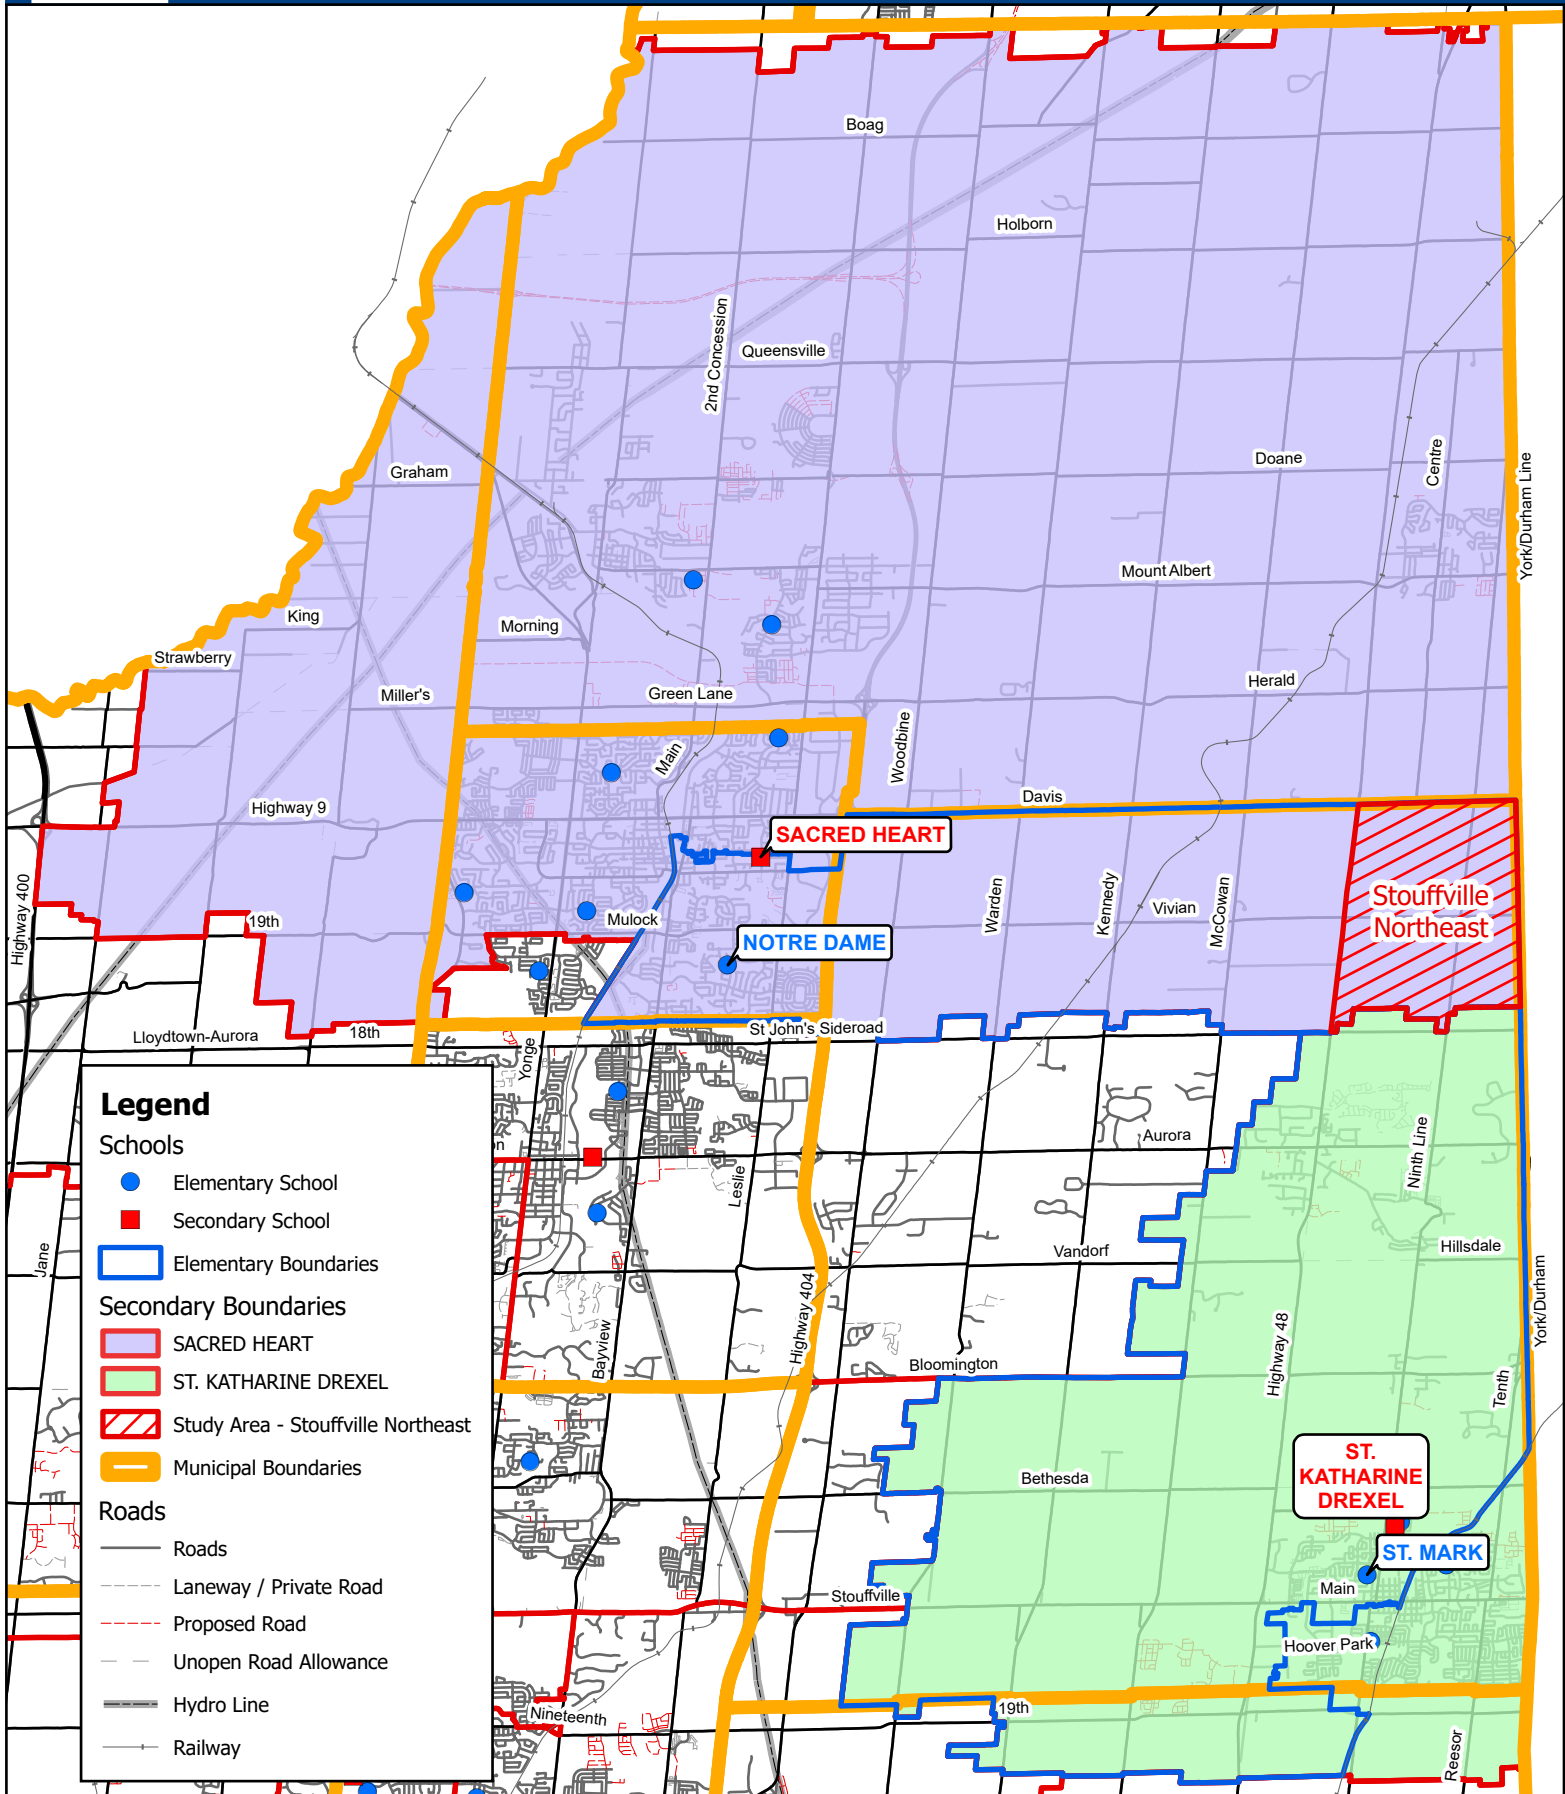 Boag
Holborn
2nd Concession
Queensville
Graham
Doane
Centre
York/Durham Line
Mount Albert
King
Morning
Strawberry
Miller's
Green Lane
Herald
Main
Woodbine
Highway 9
Davis
SACRED HEART
Highway 400
19th
Mulock
NOTRE DAME
Warden
Kennedy
Vivian
McCowan
Stouffville
Northeast
Lloydtown-Aurora
18th
St John's Sideroad
Yonge
Aurora
Ninth Line
Leslie
Jane
Vandorf
Hillsdale
Highway 404
Bayview
Bloomington
Highway 48
York/Durham
Tenth
Bethesda
ST.
KATHARINE
DREXEL
ST. MARK
Stouffville
Main
Hoover Park
Nineteenth
19th
Reesor
Legend
Schools
Elementary School
Secondary School
Elementary Boundaries
Secondary Boundaries
SACRED HEART
ST. KATHARINE DREXEL
Study Area - Stouffville Northeast
Municipal Boundaries
Roads
Roads
Laneway / Private Road
Proposed Road
Unopen Road Allowance
Hydro Line
Railway